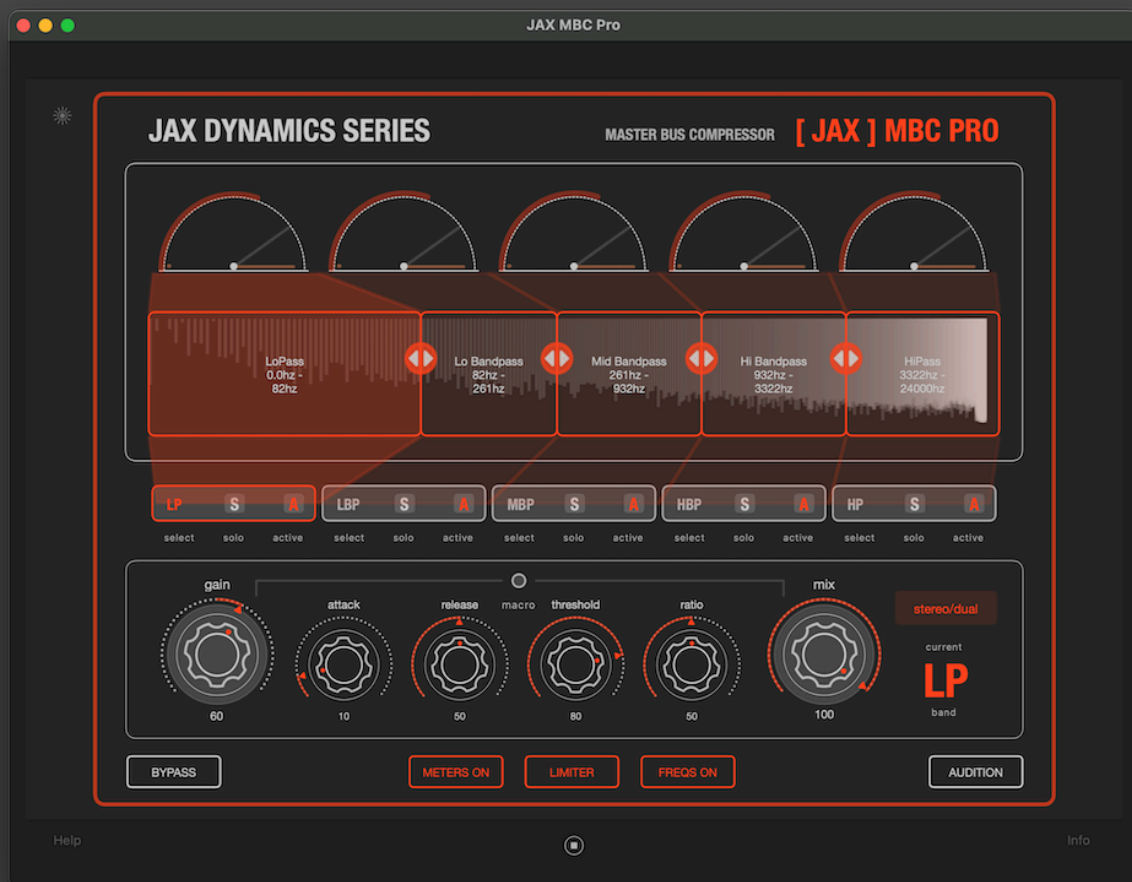 JAX MBC Pro
JAX DYNAMICS SERIES
MASTER BUS COMPRESSOR
[ JAX ] MBC PRO
LoPass
0.0hz -
82hz
Lo Bandpass
82hz -
261hz
Mid Bandpass
261hz -
932hz
Hi Bandpass
932hz -
3322hz
HiPass
3322hz -
24000hz
LP S A
LBP S A
MBP S A
HBP S A
HP S A
select solo active
select solo active
select solo active
select solo active
select solo active
gain
attack
release
macro
threshold
ratio
mix
stereo/dual
current
LP
band
60
10
50
80
50
100
BYPASS
METERS ON
LIMITER
FREQS ON
AUDITION
Help
Info